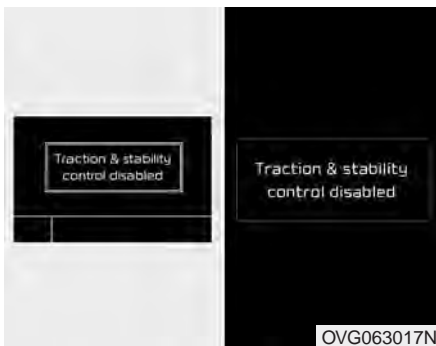 Traction & stability
control disabled
Traction & stability
control disabled
OVG063017N